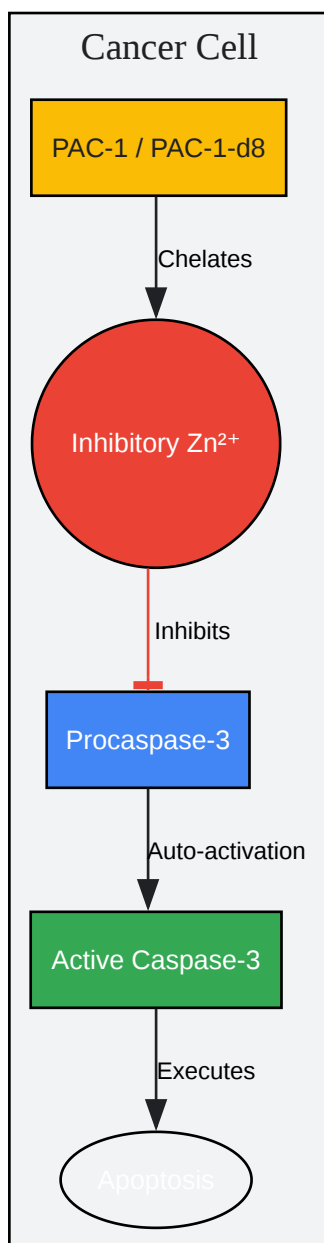 Cancer Cell
PAC-1 / PAC-1-d8
Chelates
Inhibitory Zn²⁺
Inhibits
Procaspase-3
Auto-activation
Active Caspase-3
Executes
Apoptosis